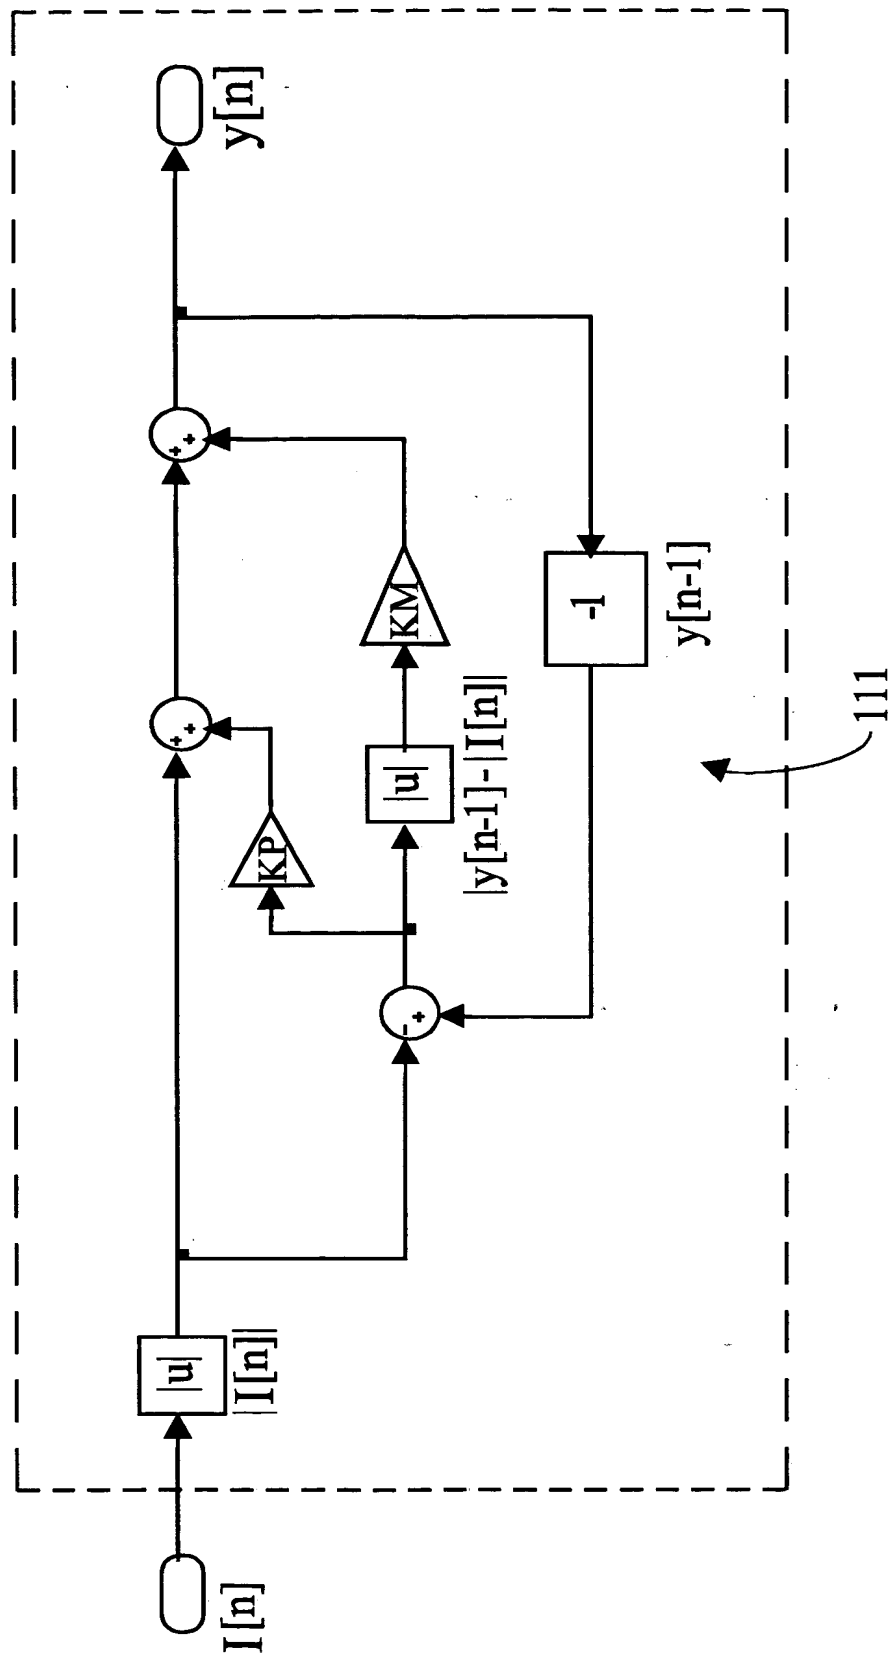 I[n]
|u|
|I[n]|
- +
KP
|u|
|y[n-1]-|I[n]|
+ +
KM
+ +
-1
y[n-1]
y[n]
111